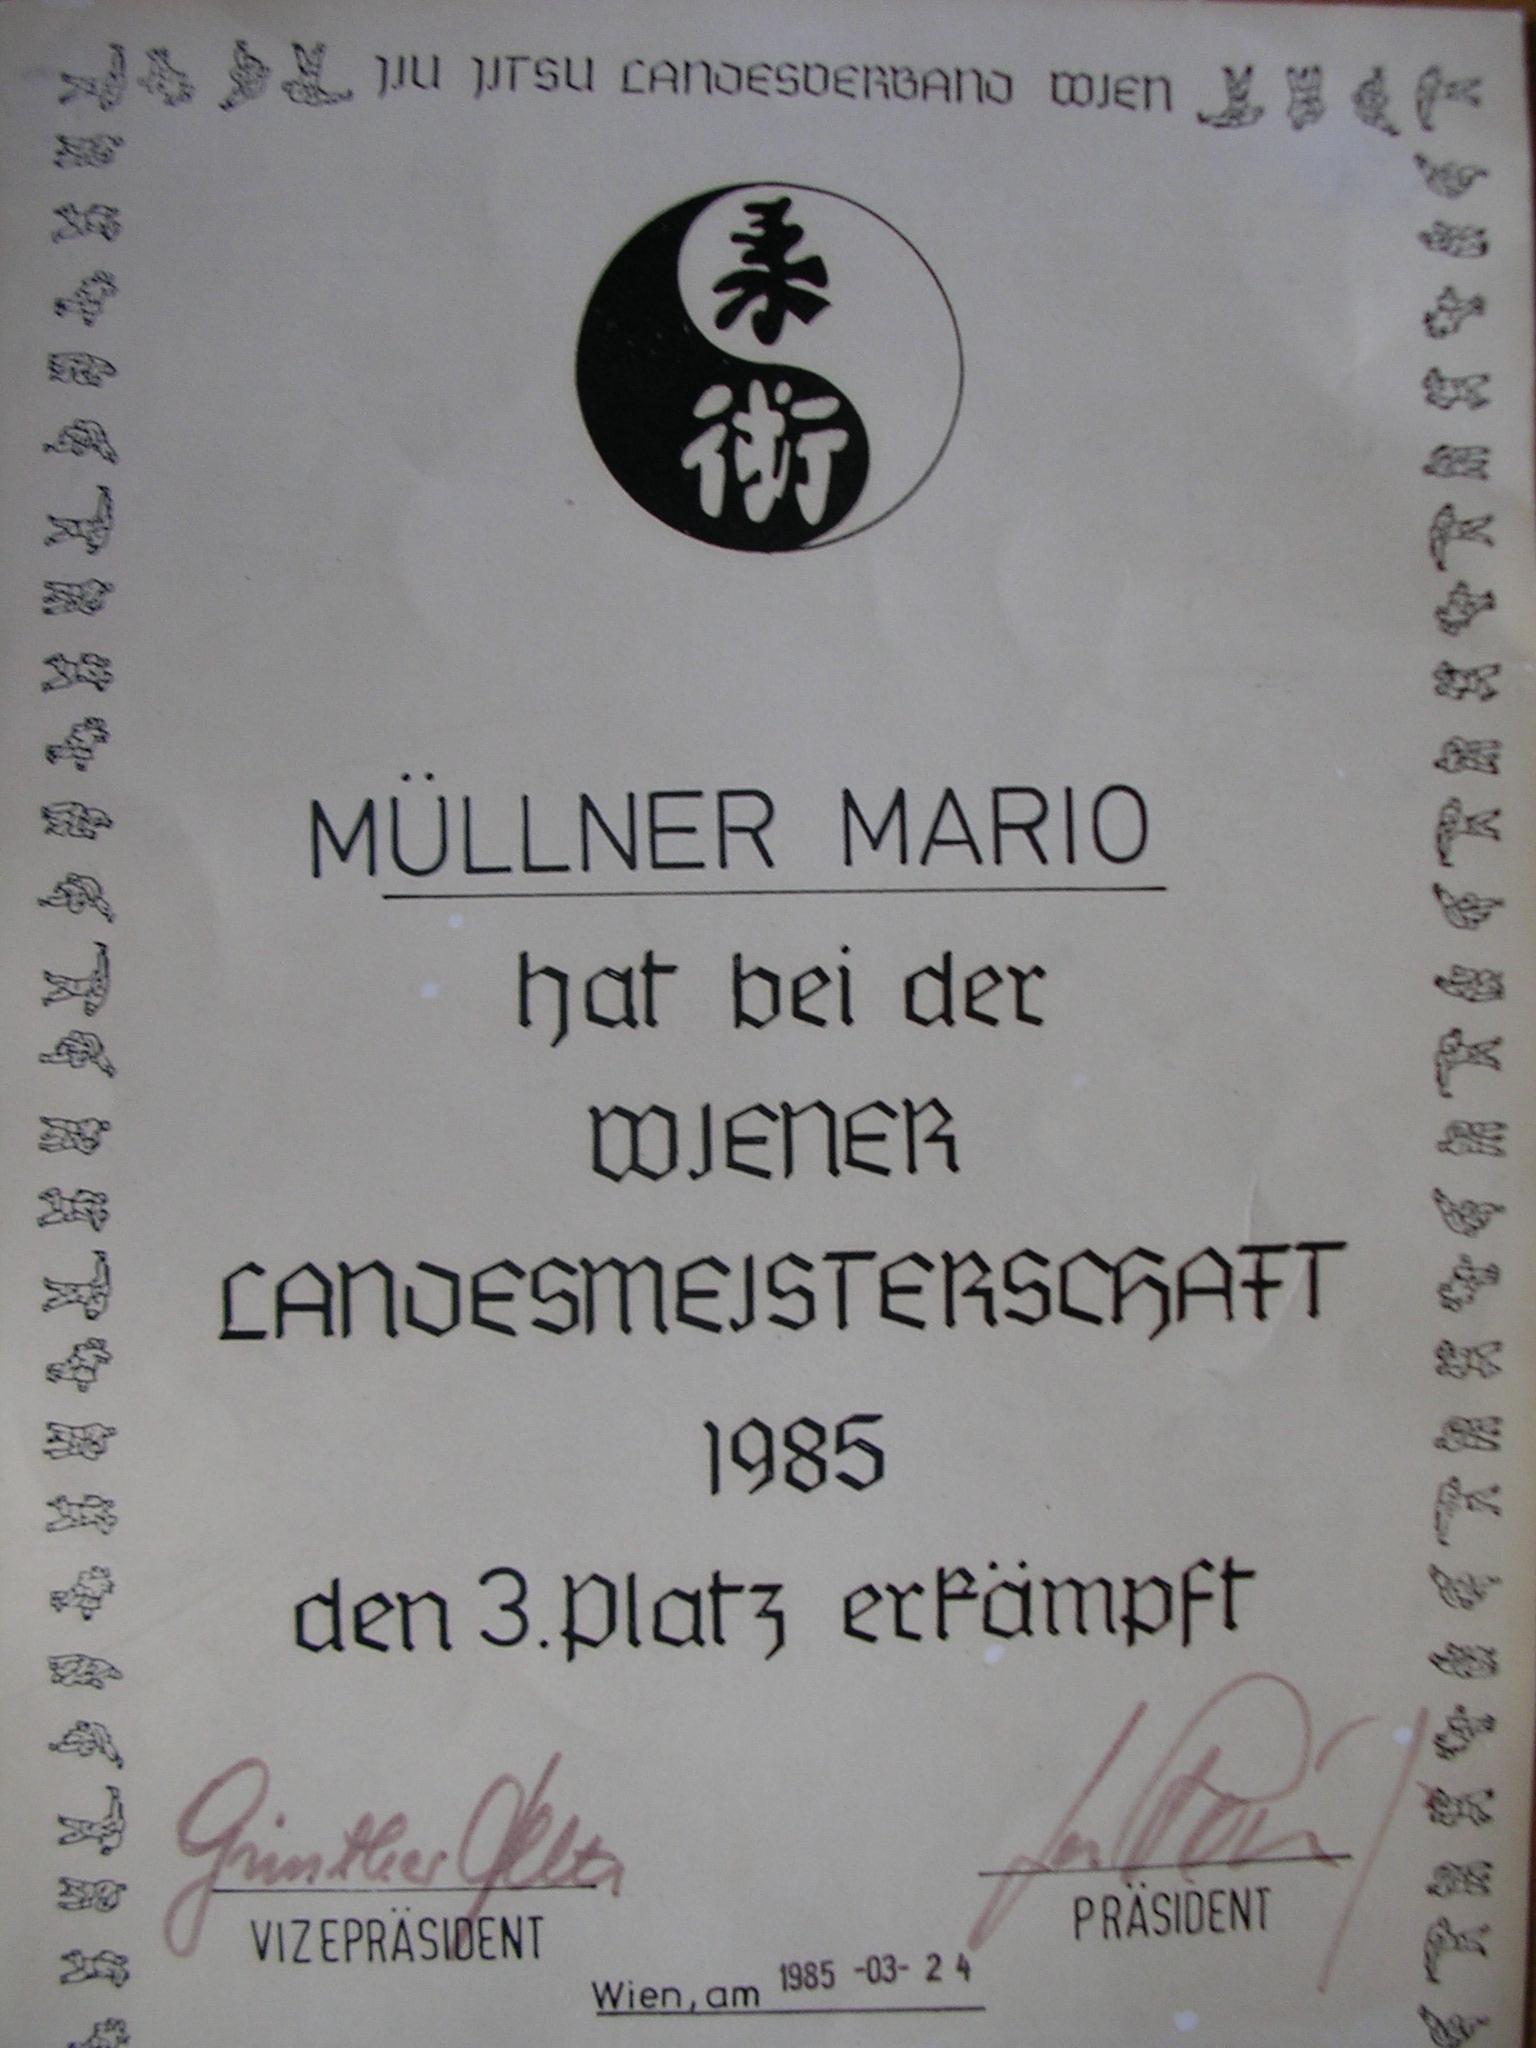 JIU JITSU LANDESVERBAND WIEN
柔
術
MÜLLNER MARIO
hat bei der
WIENER
LANDESMEISTERSCHAFT
1985
den 3. Platz erkämpft
Günther
VIZEPRÄSIDENT
PRÄSIDENT
Wien, am 1985 -03- 24